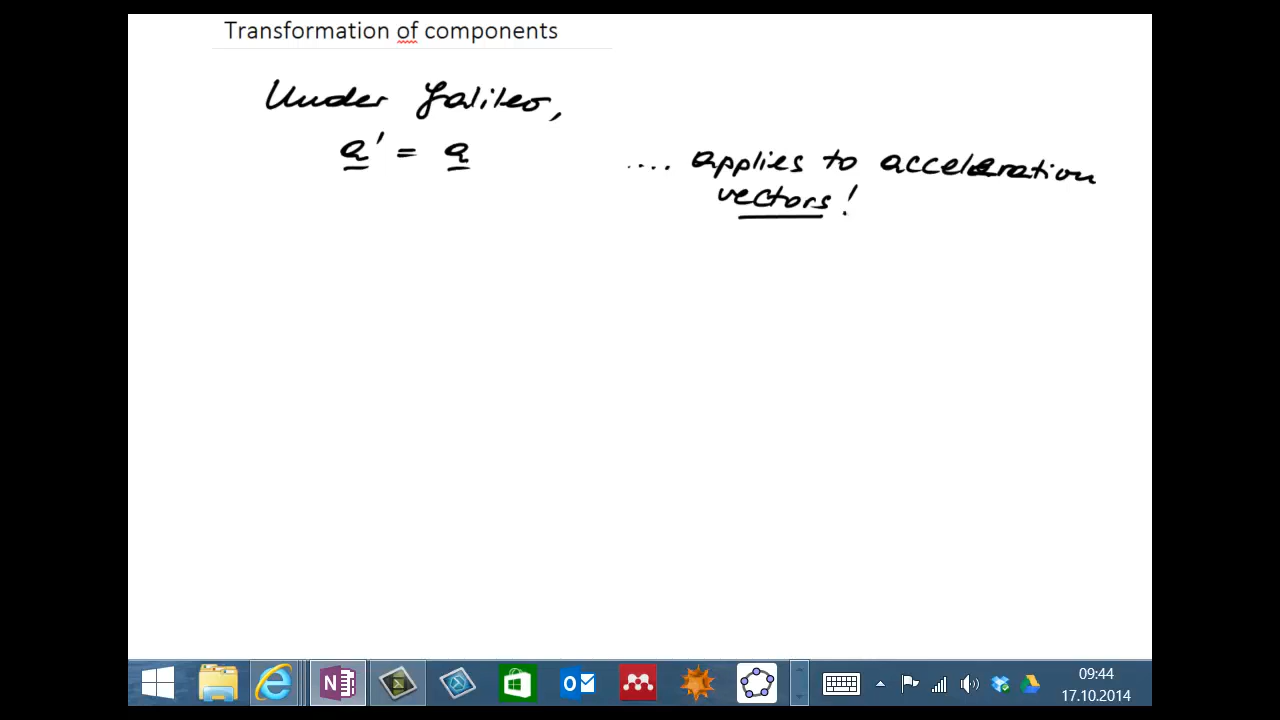 Transformation of components
Under Galileo,
a' = a .... applies to acceleration
vectors!
09:44
17.10.2014